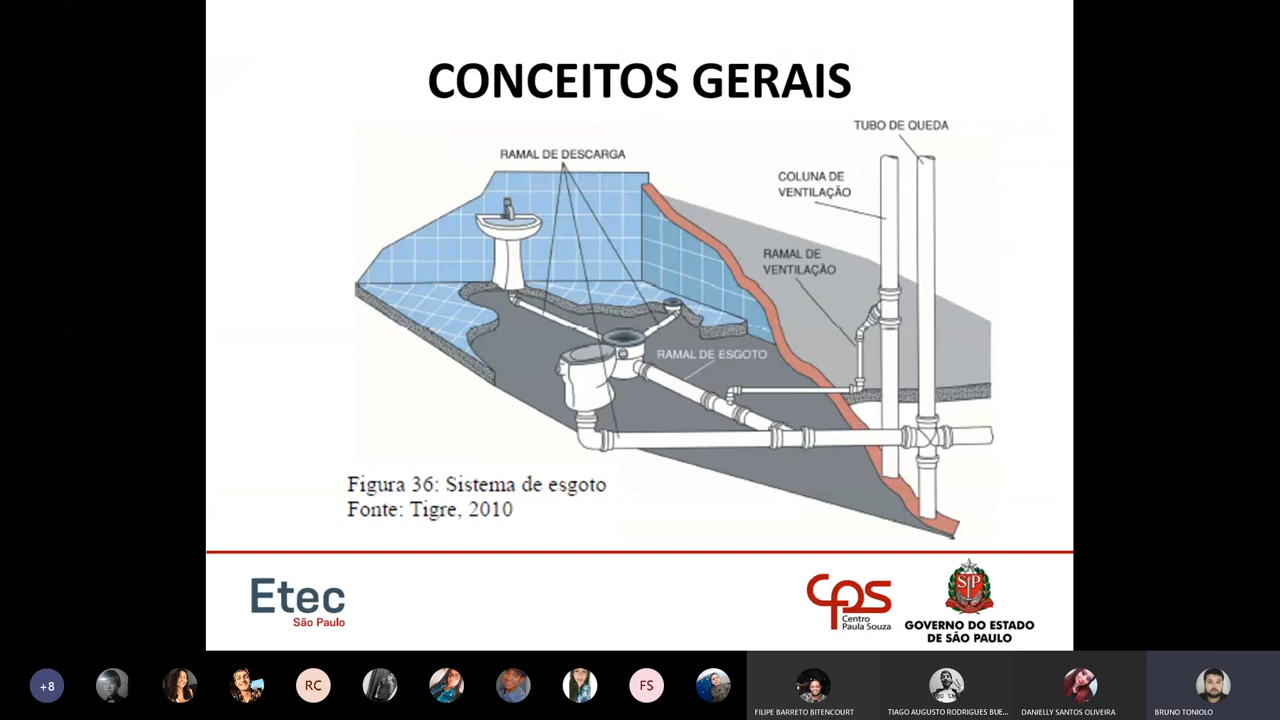 CONCEITOS GERAIS
TUBO DE QUEDA
RAMAL DE DESCARGA
COLUNA DE
VENTILAÇÃO
RAMAL DE
VENTILAÇÃO
RAMAL DE ESGOTO
Figura 36: Sistema de esgoto
Fonte: Tigre, 2010
Etec
São Paulo
CPS
Centro
Paula Souza
SP
GOVERNO DO ESTADO
DE SÃO PAULO
+8
RC
FS
FILIPE BARRETO BITENCOURT
TIAGO AUGUSTO RODRIGUES BUE...
DANIELLY SANTOS OLIVEIRA
BRUNO TONIOLO